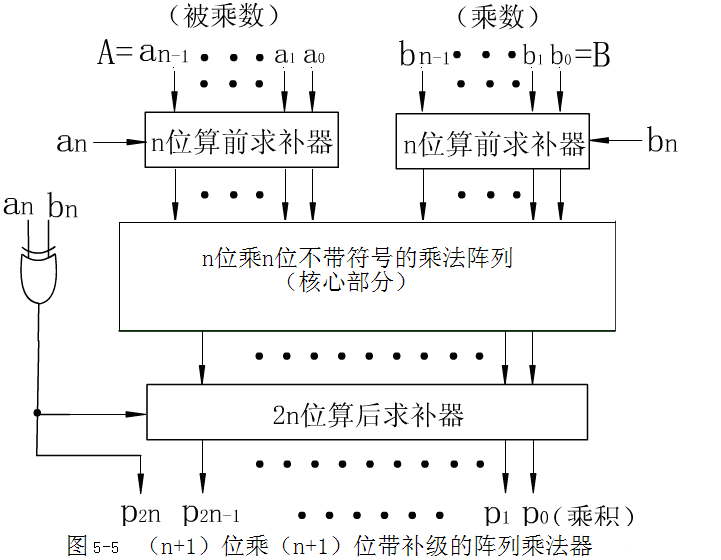 （被乘数） （乘数）
A=an-1 a1 a0 bn-1 b1 b0=B
an n位算前求补器 n位算前求补器 bn
an bn
n位乘n位不带符号的乘法阵列
（核心部分）
2n位算后求补器
p2n p2n-1 p1 p0(乘积)
图5-5 （n+1）位乘（n+1）位带补级的阵列乘法器